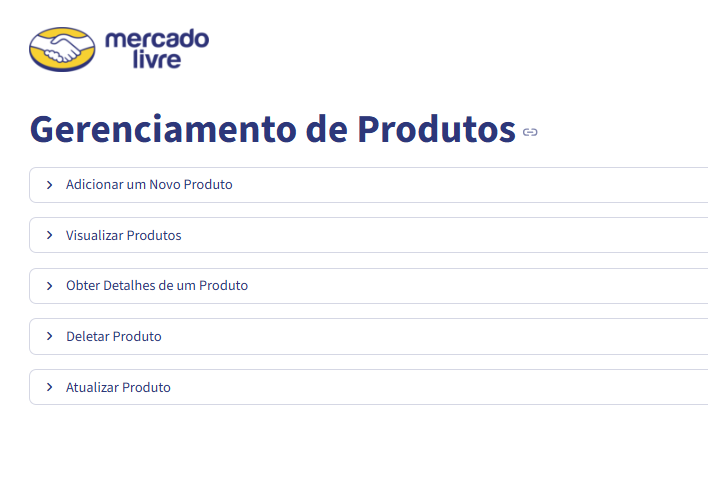 mercado
livre
Gerenciamento de Produtos
Adicionar um Novo Produto
Visualizar Produtos
Obter Detalhes de um Produto
Deletar Produto
Atualizar Produto